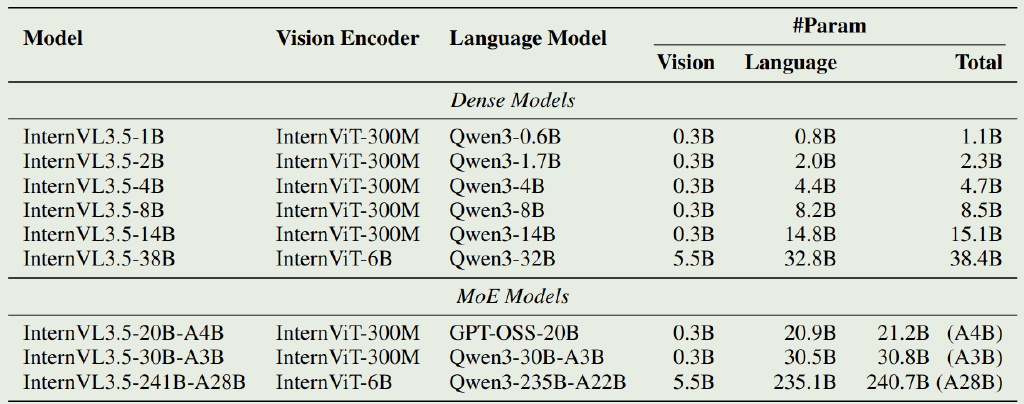 Model Vision Encoder Language Model #Param
Vision Language Total
Dense Models
InternVL3.5-1B InternViT-300M Qwen3-0.6B 0.3B 0.8B 1.1B
InternVL3.5-2B InternViT-300M Qwen3-1.7B 0.3B 2.0B 2.3B
InternVL3.5-4B InternViT-300M Qwen3-4B 0.3B 4.4B 4.7B
InternVL3.5-8B InternViT-300M Qwen3-8B 0.3B 8.2B 8.5B
InternVL3.5-14B InternViT-300M Qwen3-14B 0.3B 14.8B 15.1B
InternVL3.5-38B InternViT-6B Qwen3-32B 5.5B 32.8B 38.4B
MoE Models
InternVL3.5-20B-A4B InternViT-300M GPT-OSS-20B 0.3B 20.9B 21.2B (A4B)
InternVL3.5-30B-A3B InternViT-300M Qwen3-30B-A3B 0.3B 30.5B 30.8B (A3B)
InternVL3.5-241B-A28B InternViT-6B Qwen3-235B-A22B 5.5B 235.1B 240.7B (A28B)